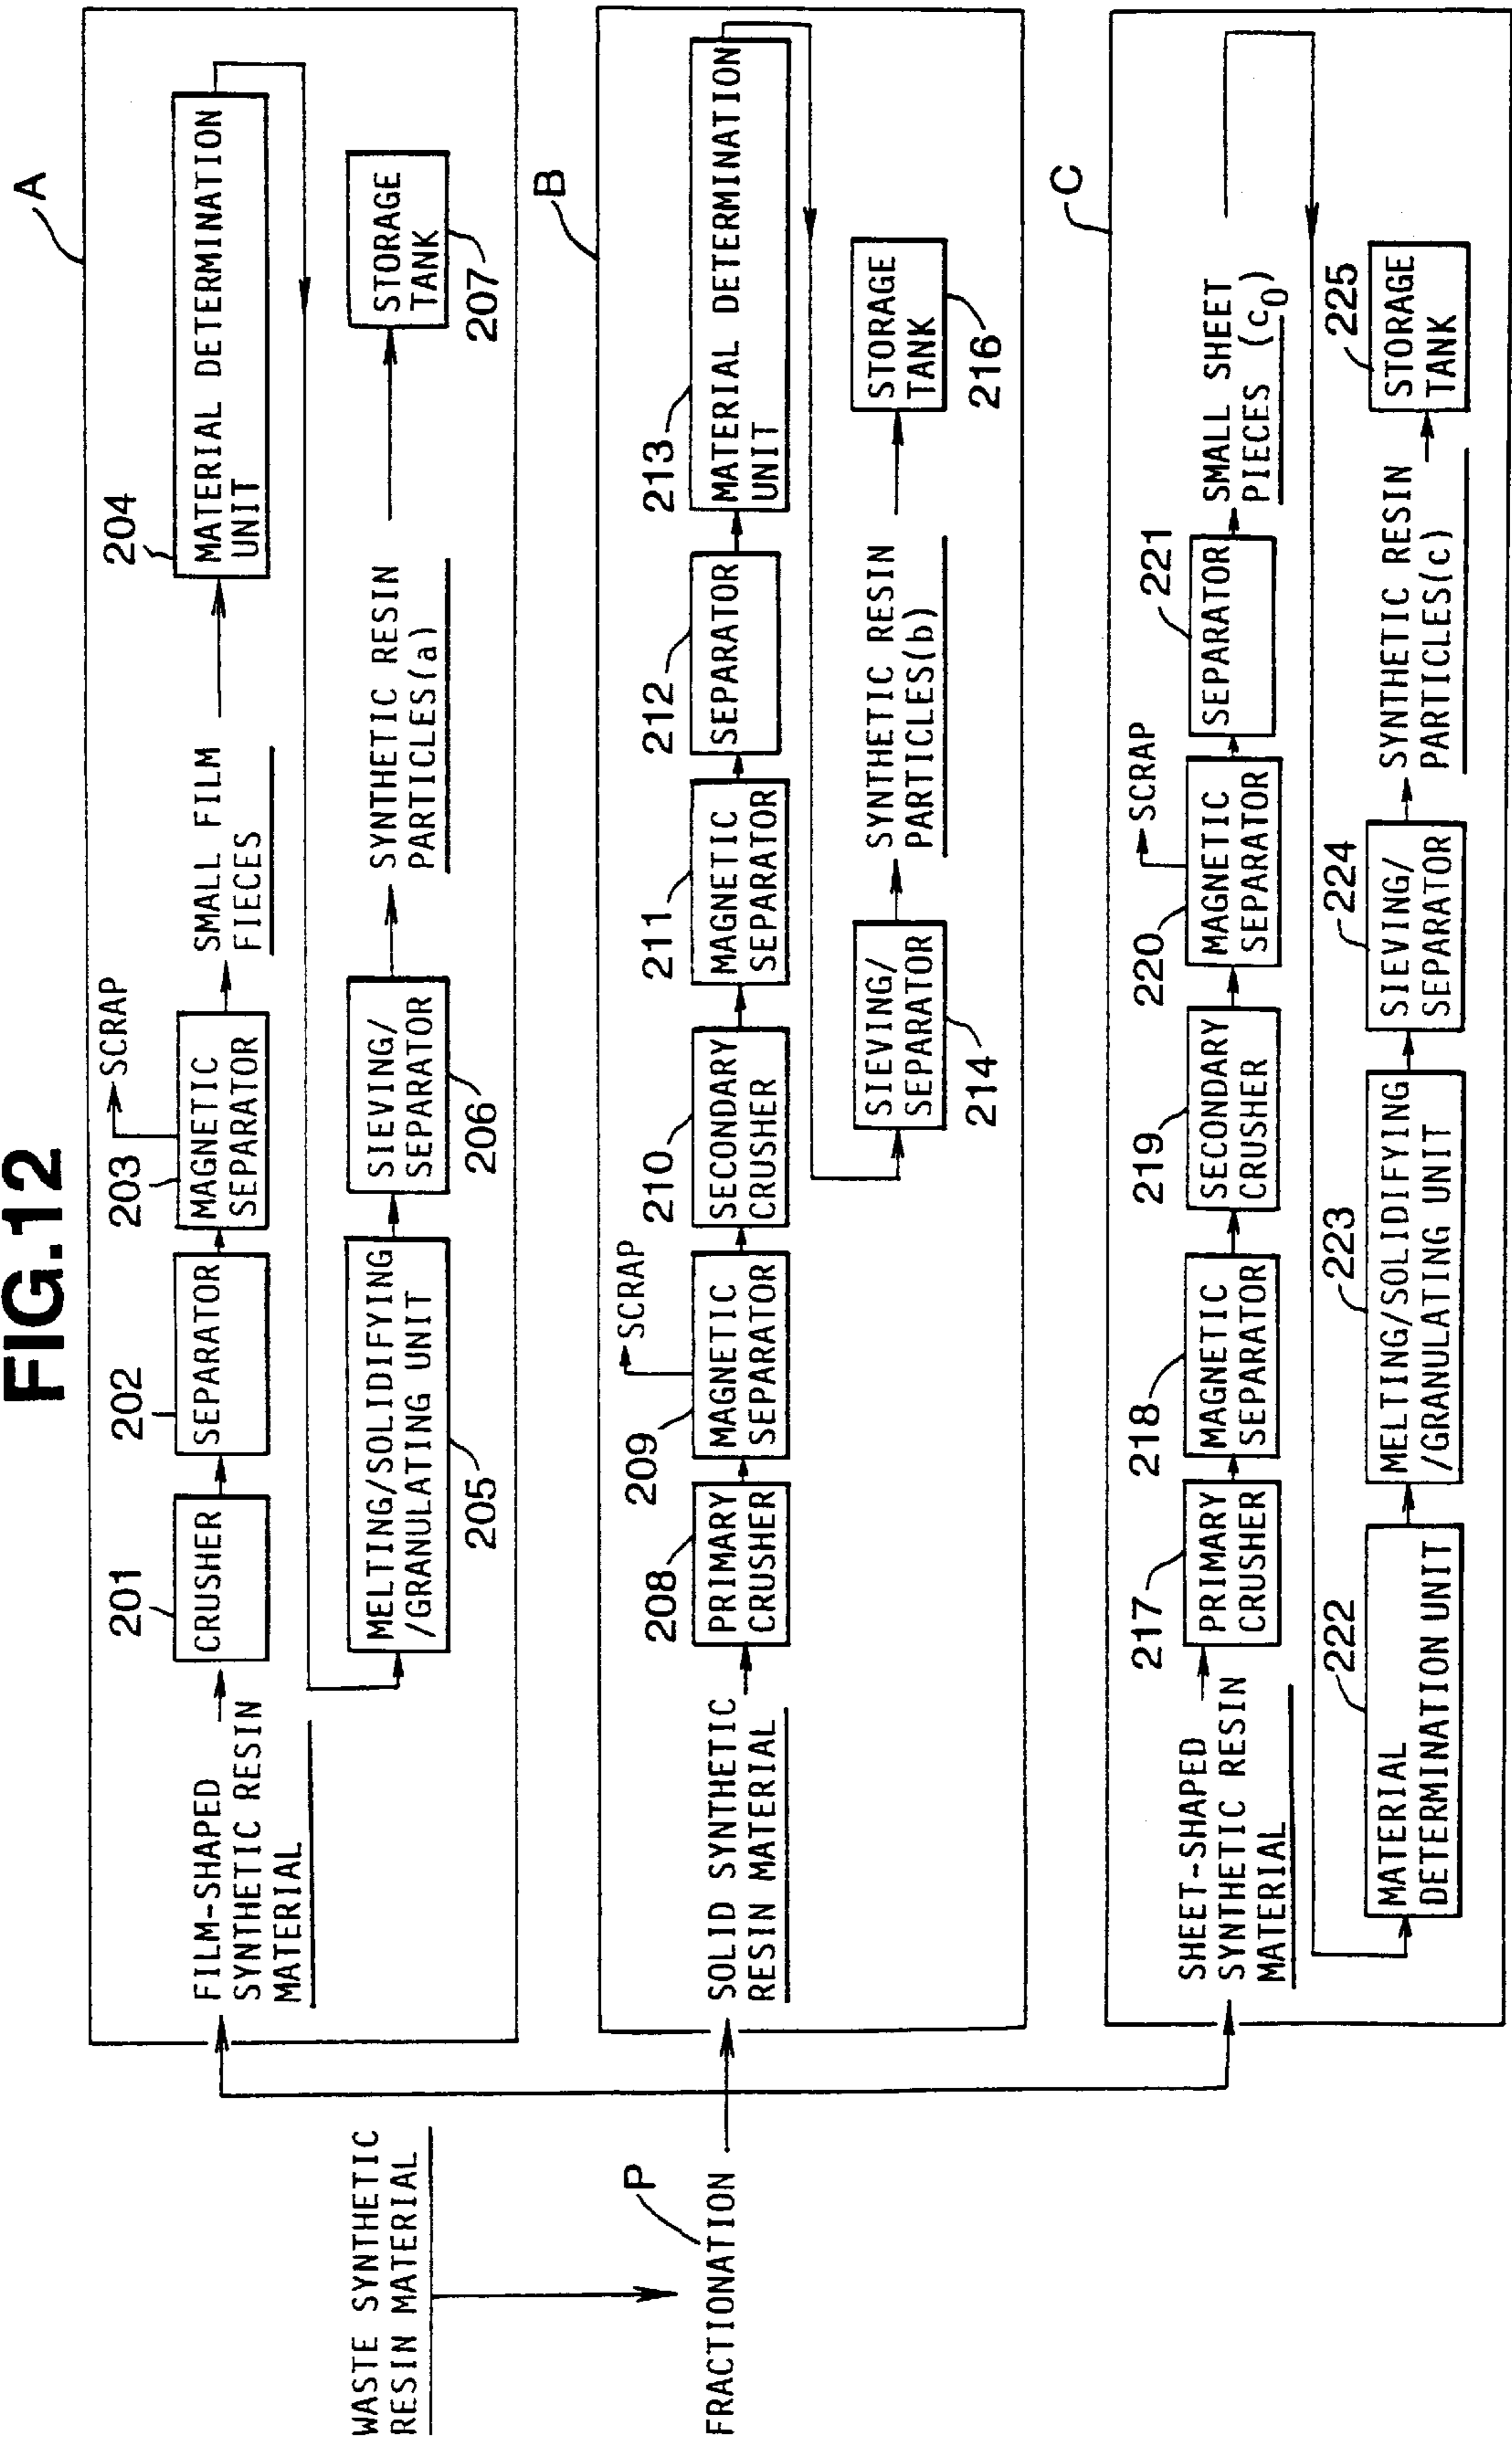 FIG.12
WASTE SYNTHETIC
RESIN MATERIAL
FRACTIONATION
P
A
FILM-SHAPED
SYNTHETIC RESIN
MATERIAL
201
CRUSHER
202
SEPARATOR
203
MAGNETIC
SEPARATOR
SCRAP
SMALL FILM
FIECES
204
MATERIAL DETERMINATION
UNIT
MELTING/SOLIDIFYING
/GRANULATING UNIT
205
SIEVING/
SEPARATOR
206
SYNTHETIC RESIN
PARTICLES(a)
STORAGE
TANK
207
B
SOLID SYNTHETIC
RESIN MATERIAL
208
PRIMARY
CRUSHER
209
MAGNETIC
SEPARATOR
SCRAP
210
SECONDARY
CRUSHER
211
MAGNETIC
SEPARATOR
212
SEPARATOR
213
MATERIAL DETERMINATION
UNIT
SIEVING/
SEPARATOR
214
SYNTHETIC RESIN
PARTICLES(b)
STORAGE
TANK
216
C
SHEET-SHAPED
SYNTHETIC RESIN
MATERIAL
217
PRIMARY
CRUSHER
218
MAGNETIC
SEPARATOR
219
SECONDARY
CRUSHER
220
MAGNETIC
SEPARATOR
SCRAP
221
SEPARATOR
SMALL SHEET
PIECES (c0)
222
MATERIAL
DETERMINATION UNIT
223
MELTING/SOLIDIFYING
/GRANULATING UNIT
224
SIEVING/
SEPARATOR
SYNTHETIC RESIN
PARTICLES(c)
225
STORAGE
TANK